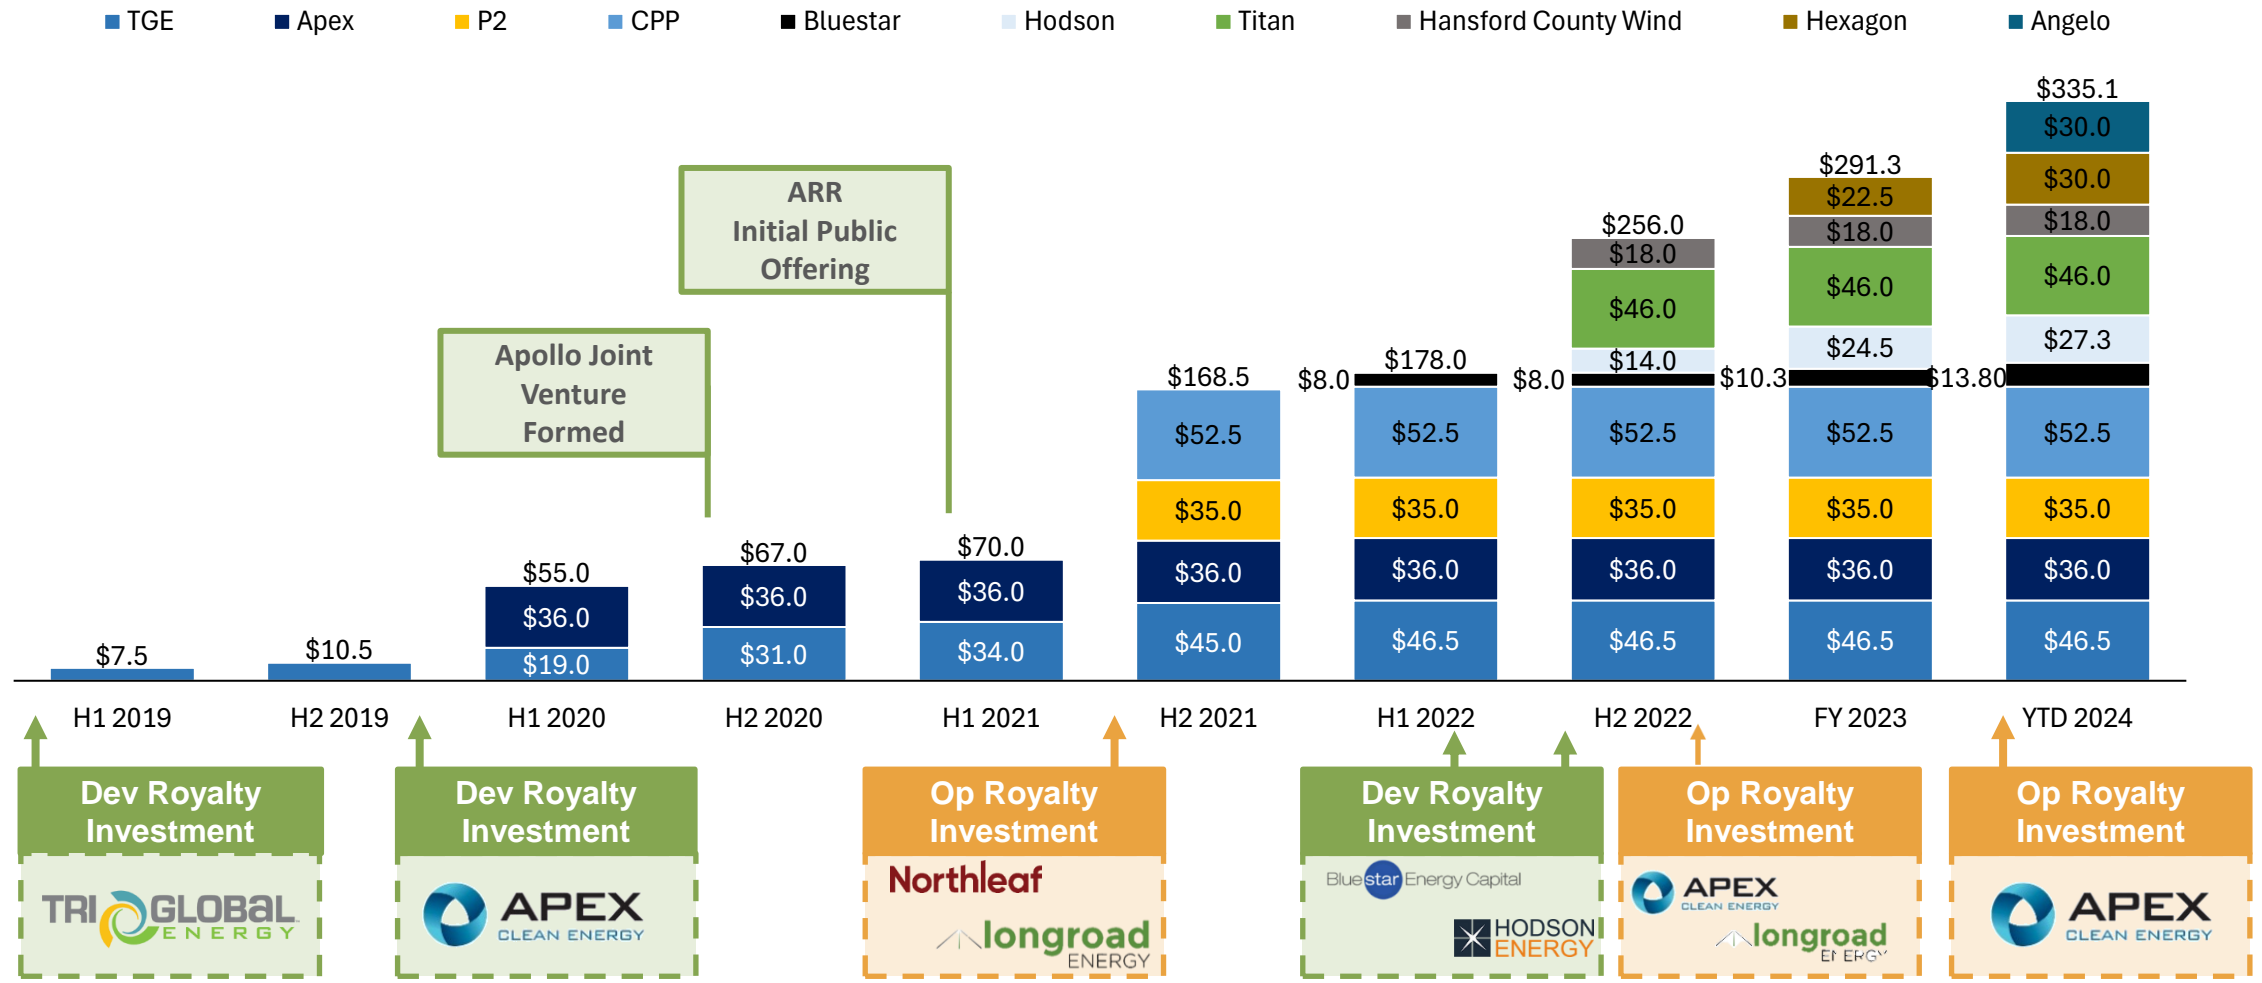 TGE Apex P2 CPP Bluestar Hodson Titan Hansford County Wind Hexagon Angelo
$335.1
$30.0
$30.0
$18.0
$46.0
$27.3
$13.80
$52.5
$35.0
$36.0
$46.5
$291.3
$22.5
$18.0
$46.0
$24.5
$10.3
$52.5
$35.0
$36.0
$46.5
$256.0
$18.0
$46.0
$14.0
$8.0
$52.5
$35.0
$36.0
$46.5
$178.0
$8.0
$52.5
$35.0
$36.0
$46.5
$168.5
$52.5
$35.0
$36.0
$45.0
ARR
Initial Public
Offering
$70.0
$36.0
$34.0
Apollo Joint
Venture
Formed
$67.0
$36.0
$31.0
$55.0
$36.0
$19.0
$10.5
$7.5
H1 2019 H2 2019 H1 2020 H2 2020 H1 2021 H2 2021 H1 2022 H2 2022 FY 2023 YTD 2024
Dev Royalty
Investment
TRI GLOBAL
ENERGY
Dev Royalty
Investment
APEX
CLEAN ENERGY
Op Royalty
Investment
Northleaf
longroad
ENERGY
Dev Royalty
Investment
Bluestar Energy Capital
HODSON
ENERGY
Op Royalty
Investment
APEX
CLEAN ENERGY
longroad
ENERGY
Op Royalty
Investment
APEX
CLEAN ENERGY